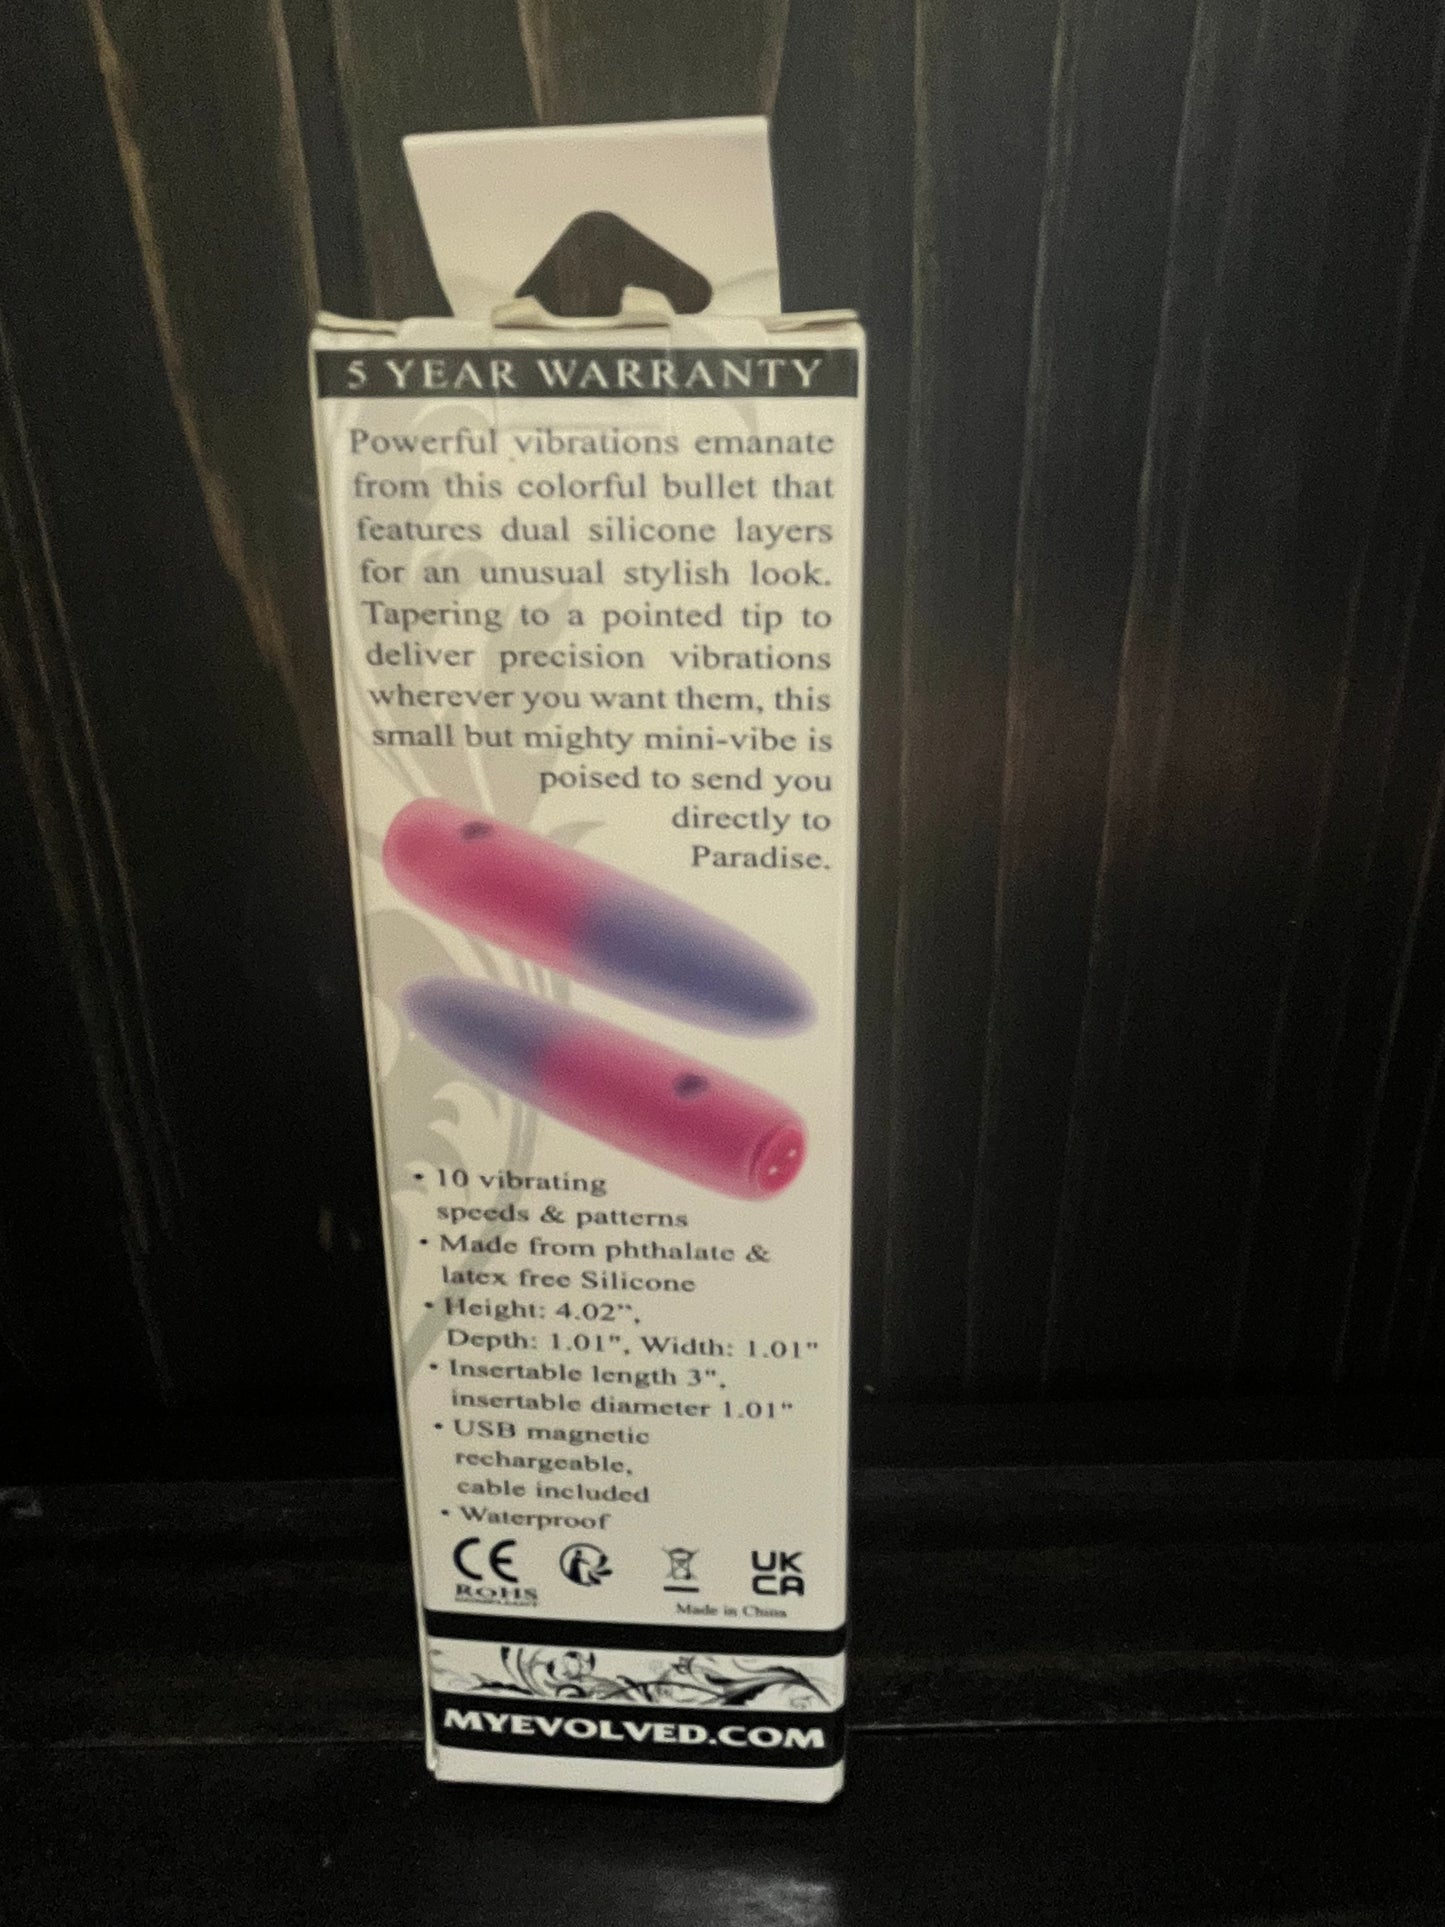 5 YEAR WARRANTY
Powerful vibrations emanate
from this colorful bullet that
features dual silicone layers
for an unusual stylish look.
Tapering to a pointed tip to
deliver precision vibrations
wherever you want them, this
small but mighty mini-vibe is
poised to send you
directly to
Paradise.
• 10 vibrating
speeds & patterns
• Made from phthalate &
latex free Silicone
• Height: 4.02",
Depth: 1.01", Width: 1.01"
• Insertable length 3",
insertable diameter 1.01"
• USB magnetic
rechargeable,
cable included
• Waterproof
CE
ROHS
UK
CA
Made in China
MYEVOLVED.COM